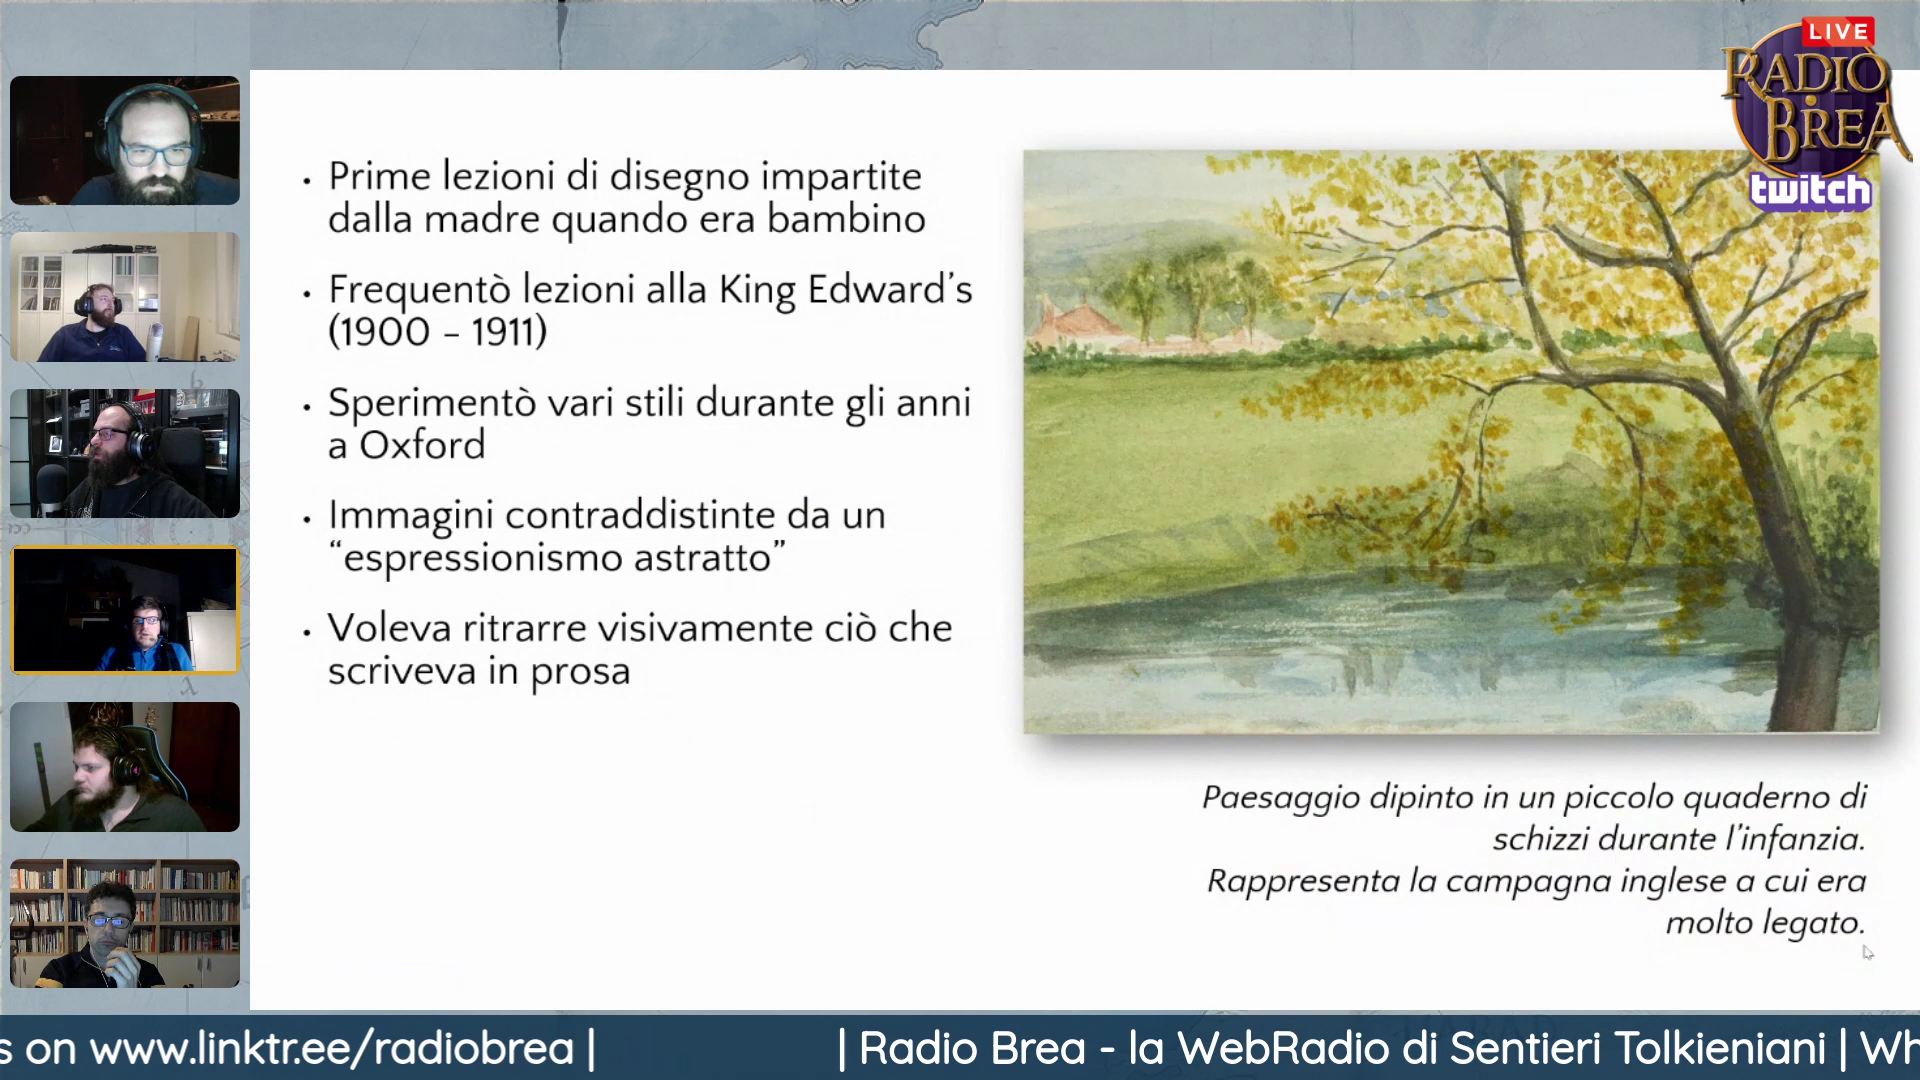 LIVE
RADIO
BREA
twitch
• Prime lezioni di disegno impartite
dalla madre quando era bambino
• Frequentò lezioni alla King Edward’s
(1900 – 1911)
• Sperimentò vari stili durante gli anni
a Oxford
• Immagini contraddistinte da un
“espressionismo astratto”
• Voleva ritrarre visivamente ciò che
scriveva in prosa
Paesaggio dipinto in un piccolo quaderno di
schizzi durante l’infanzia.
Rappresenta la campagna inglese a cui era
molto legato.
s on www.linktr.ee/radiobrea | | Radio Brea - la WebRadio di Sentieri Tolkieniani | Wh